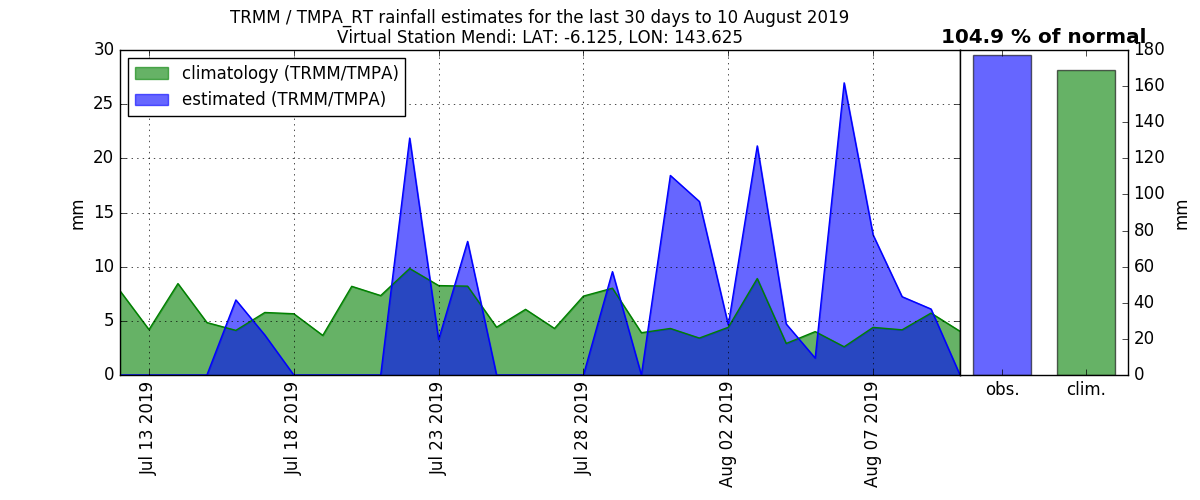 TRMM / TMPA_RT rainfall estimates for the last 30 days to 10 August 2019
Virtual Station Mendi: LAT: -6.125, LON: 143.625
104.9 % of normal
climatology (TRMM/TMPA)
estimated (TRMM/TMPA)
30
25
20
15
10
5
0
mm
180
160
140
120
100
80
60
40
20
0
mm
Jul 13 2019
Jul 18 2019
Jul 23 2019
Jul 28 2019
Aug 02 2019
Aug 07 2019
obs.
clim.